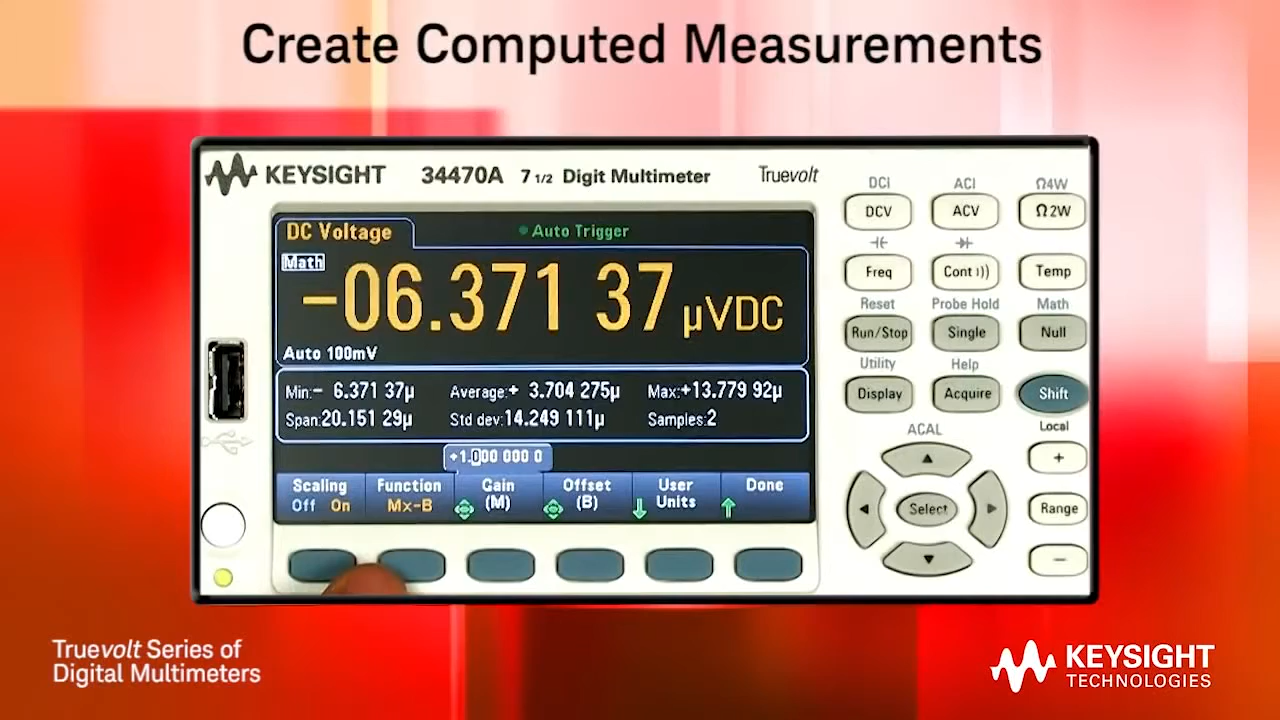 Create Computed Measurements
KEYSIGHT 34470A 7 1/2 Digit Multimeter Truevolt
DC Voltage
Auto Trigger
Math
-06.371 37 µVDC
Auto 100mV
Min:- 6.371 37µ Average:+ 3.704 275µ Max:+13.779 92µ
Span:20.151 29µ Std dev:14.249 111µ Samples:2
+1.000 000 0
Scaling
Off On
Function
Mx-B
Gain
(M)
Offset
(B)
User
Units
Done
DCI ACI Ω4W
DCV ACV Ω2W
Freq Cont Temp
Reset Probe Hold Math
Run/Stop Single Null
Utility Help
Display Acquire Shift
Local
ACAL
+
Select
Range
−
Truevolt Series of
Digital Multimeters
KEYSIGHT
TECHNOLOGIES